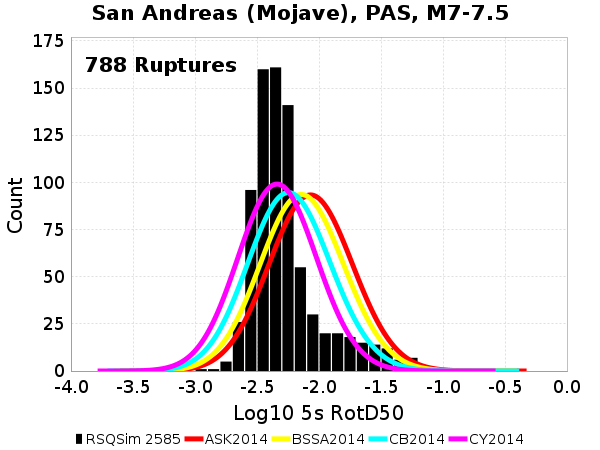 San Andreas (Mojave), PAS, M7-7.5
788 Ruptures
175
150
125
100
75
50
25
0
Count
-4.0 -3.5 -3.0 -2.5 -2.0 -1.5 -1.0 -0.5 0.0
Log10 5s RotD50
RSQSim 2585 ASK2014 BSSA2014 CB2014 CY2014